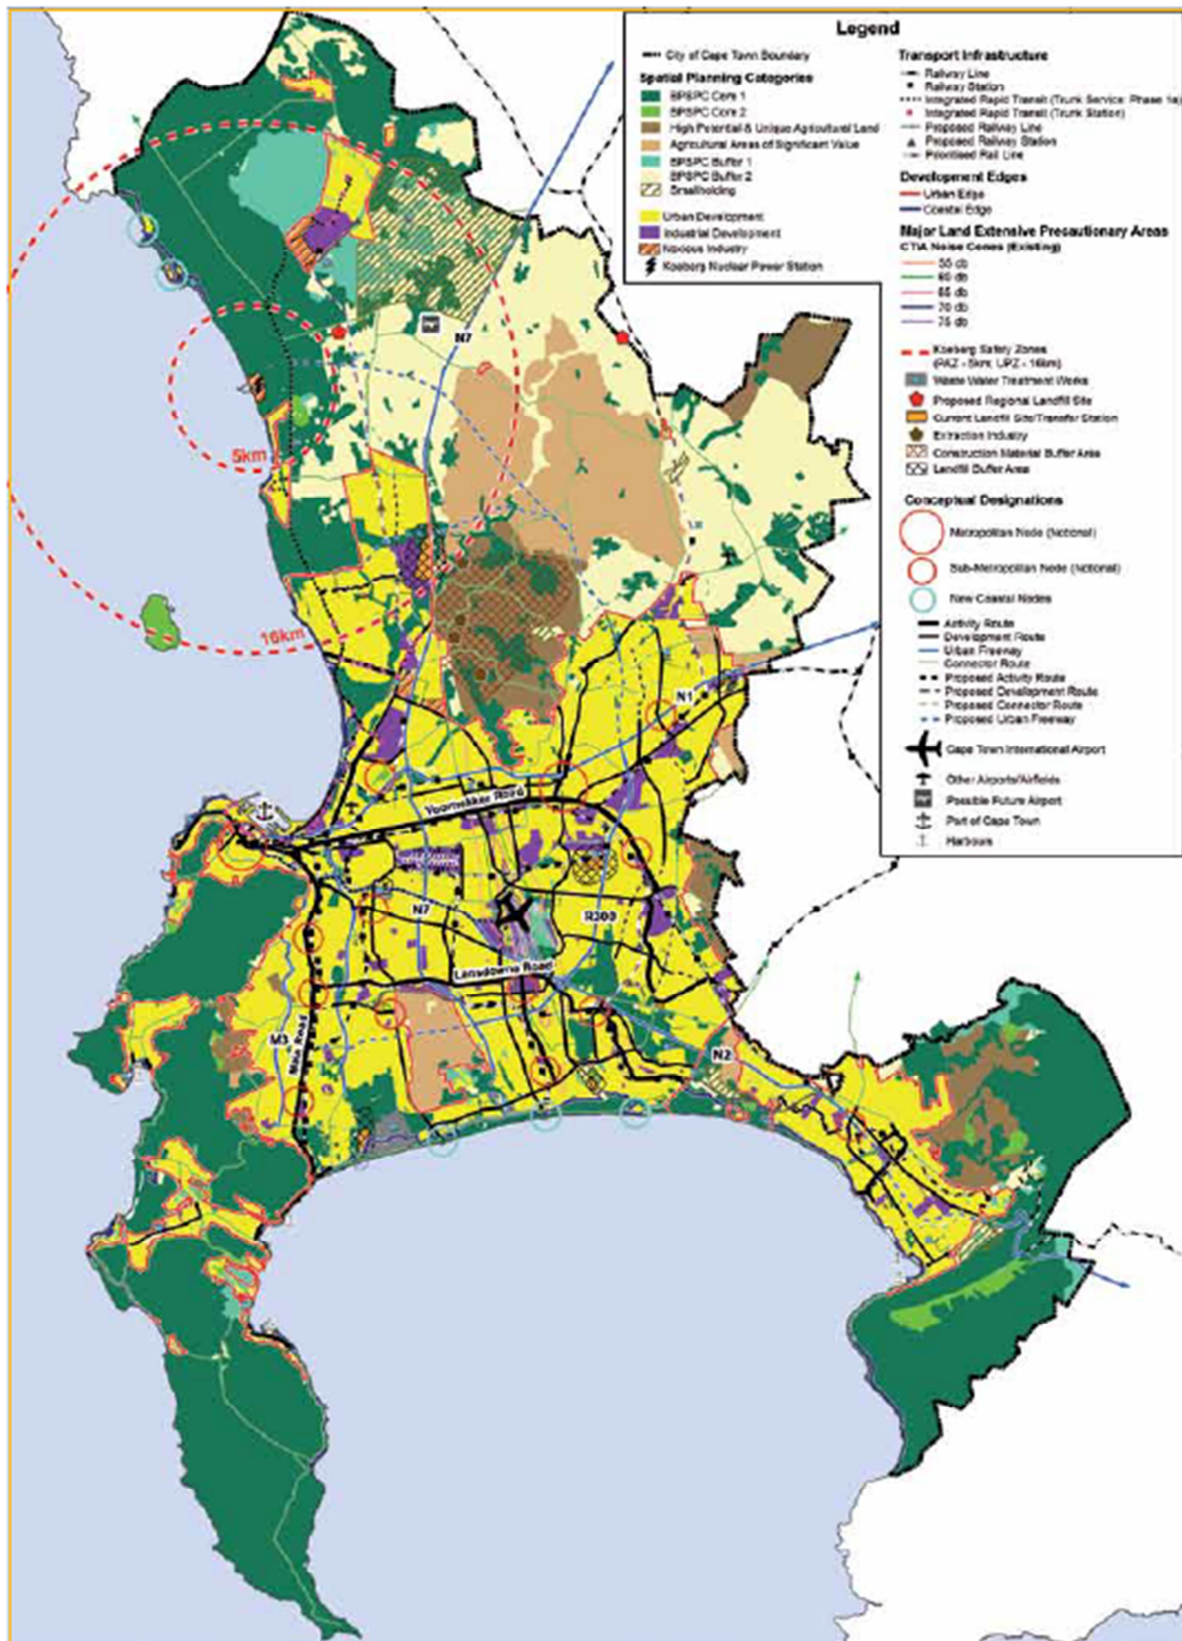 Legend
City of Cape Town Boundary
Spatial Planning Categories
BPSPC Core 1
BPSPC Core 2
High Potential & Unique Agricultural Land
Agricultural Areas of Significant Value
BPSPC Buffer 1
BPSPC Buffer 2
Smallholding
Urban Development
Industrial Development
Noxious Industry
Koeberg Nuclear Power Station
Transport Infrastructure
Railway Line
Railway Station
Integrated Rapid Transit (Trunk Service: Phase 1a)
Integrated Rapid Transit (Trunk Station)
Proposed Railway Line
Proposed Railway Station
Prioritised Rail Line
Development Edges
Urban Edge
Coastal Edge
Major Land Extensive Precautionary Areas
CTIA Noise Cones (Existing)
55 db
60 db
65 db
70 db
75 db
Koeberg Safety Zones
(PAZ - 5km; UPZ - 16km)
Waste Water Treatment Works
Proposed Regional Landfill Site
Current Landfill Site/Transfer Station
Extraction Industry
Construction Material Buffer Area
Landfill Buffer Area
Conceptual Designations
Metropolitan Node (Notional)
Sub-Metropolitan Node (Notional)
New Coastal Nodes
Activity Route
Development Route
Urban Freeway
Connector Route
Proposed Activity Route
Proposed Development Route
Proposed Connector Route
Proposed Urban Freeway
Cape Town International Airport
Other Airports/Airfields
Possible Future Airport
Port of Cape Town
Harbours
N7
5km
16km
N1
Voortrekker Road
N7
R300
Lansdowne Road
M3
Main Road
N2